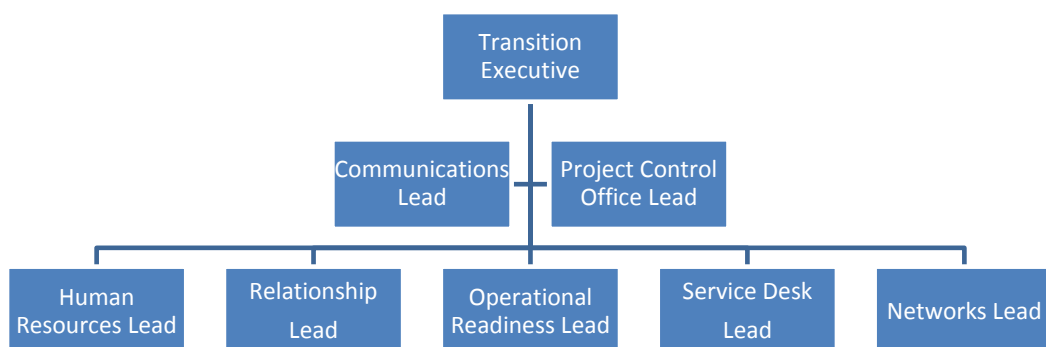 Transition
Executive
Communications
Lead
Project Control
Office Lead
Human
Resources Lead
Relationship
Lead
Operational
Readiness Lead
Service Desk
Lead
Networks Lead